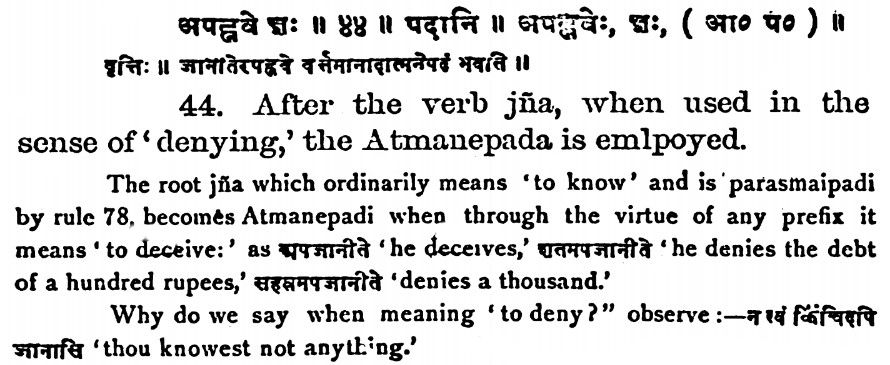 अपह्नवे ज्ञः ॥ ४४ ॥ पदानि ॥ अपह्नवेः, ज्ञः, ( आ० पं० ) ॥
वृत्तिः ॥ जानातेरपह्नवे वर्त्तमानादात्मनेपदं भवति ॥
44. After the verb jña, when used in the
sense of ‘ denying,’ the Atmanepada is emlpoyed.
The root jña which ordinarily means ‘to know’ and is parasmaipadi
by rule 78, becomes Atmanepadi when through the virtue of any prefix it
means ‘ to deceive:’ as अपजानीते ‘he deceives,’ शतमपजानीते ‘he denies the debt
of a hundred rupees,’ सहस्रमपजानीते ‘denies a thousand.’
Why do we say when meaning ‘to deny?” observe :—न त्वं किंचिदपि
जानासि ‘thou knowest not anything.’